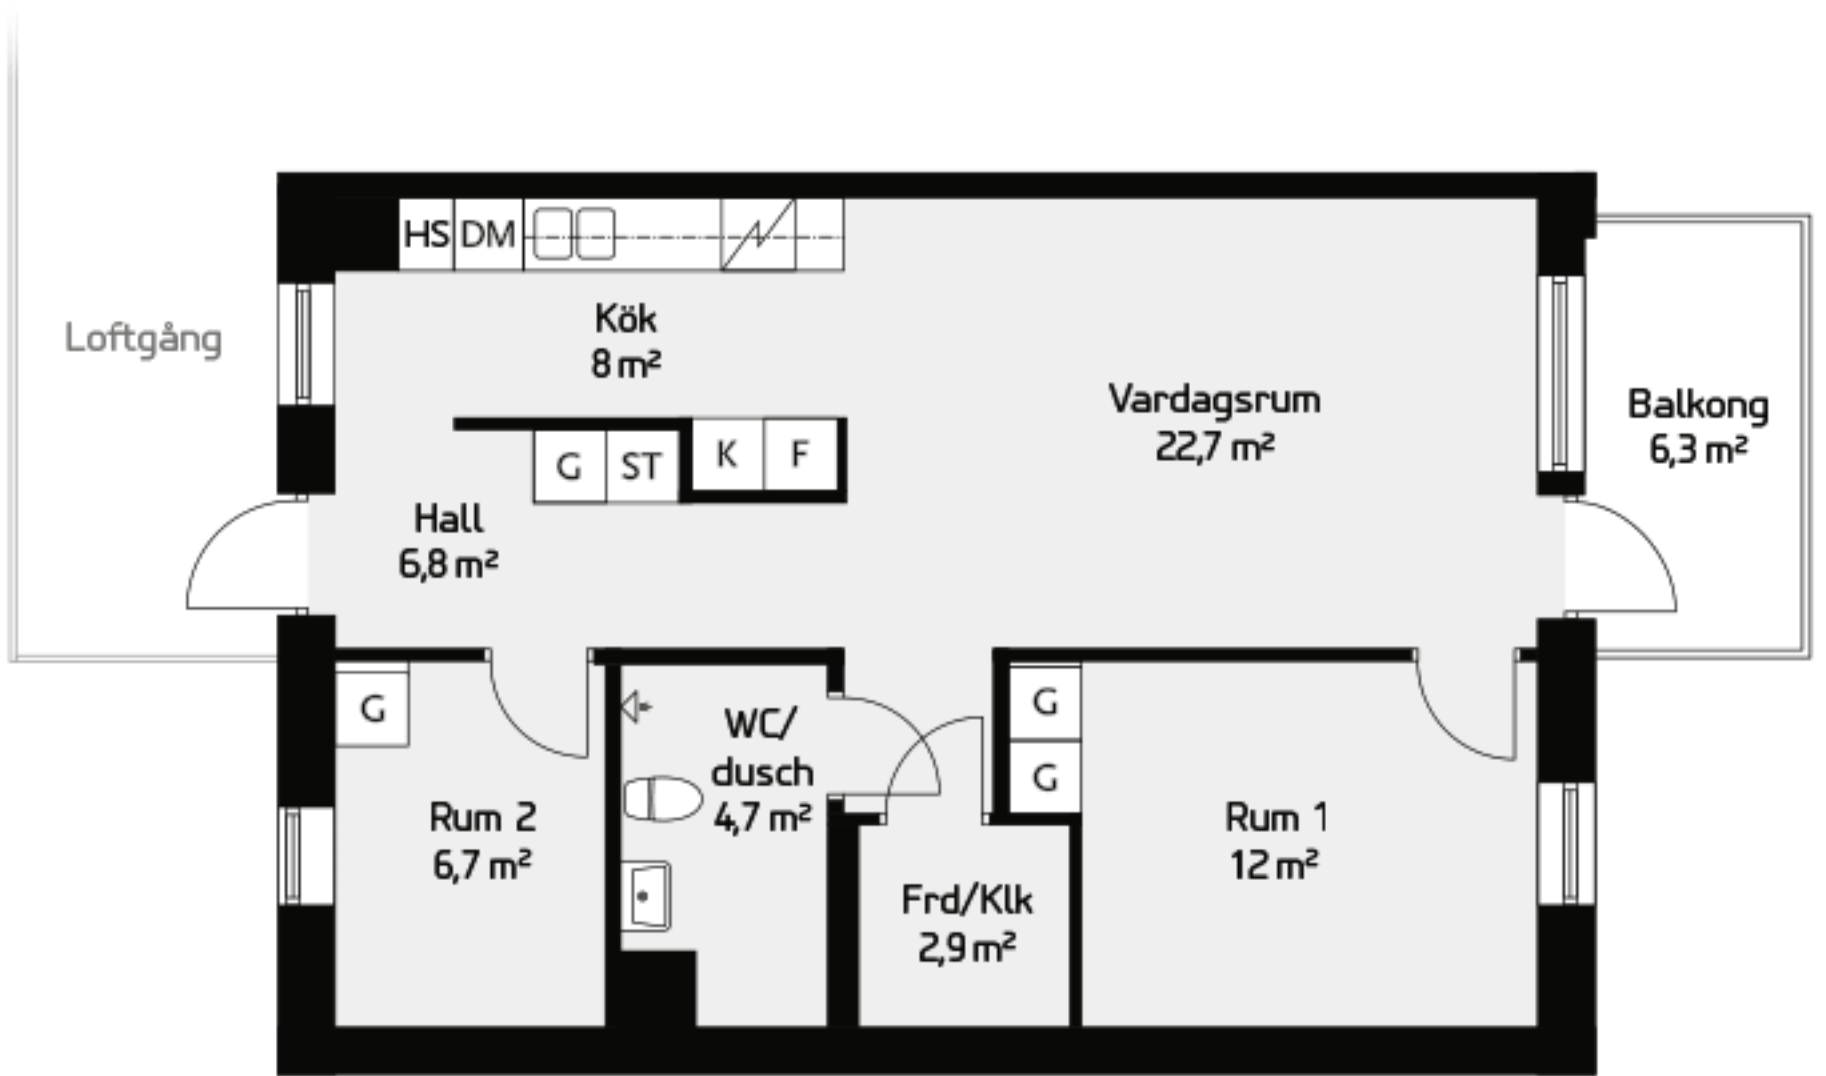 HS DM
Kök
8 m²
Loftgång
Vardagsrum
22,7 m²
Balkong
6,3 m²
G ST K F
Hall
6,8 m²
G
WC/
dusch
4,7 m²
G
G
Rum 2
6,7 m²
Rum 1
12 m²
Frd/Klk
2,9 m²